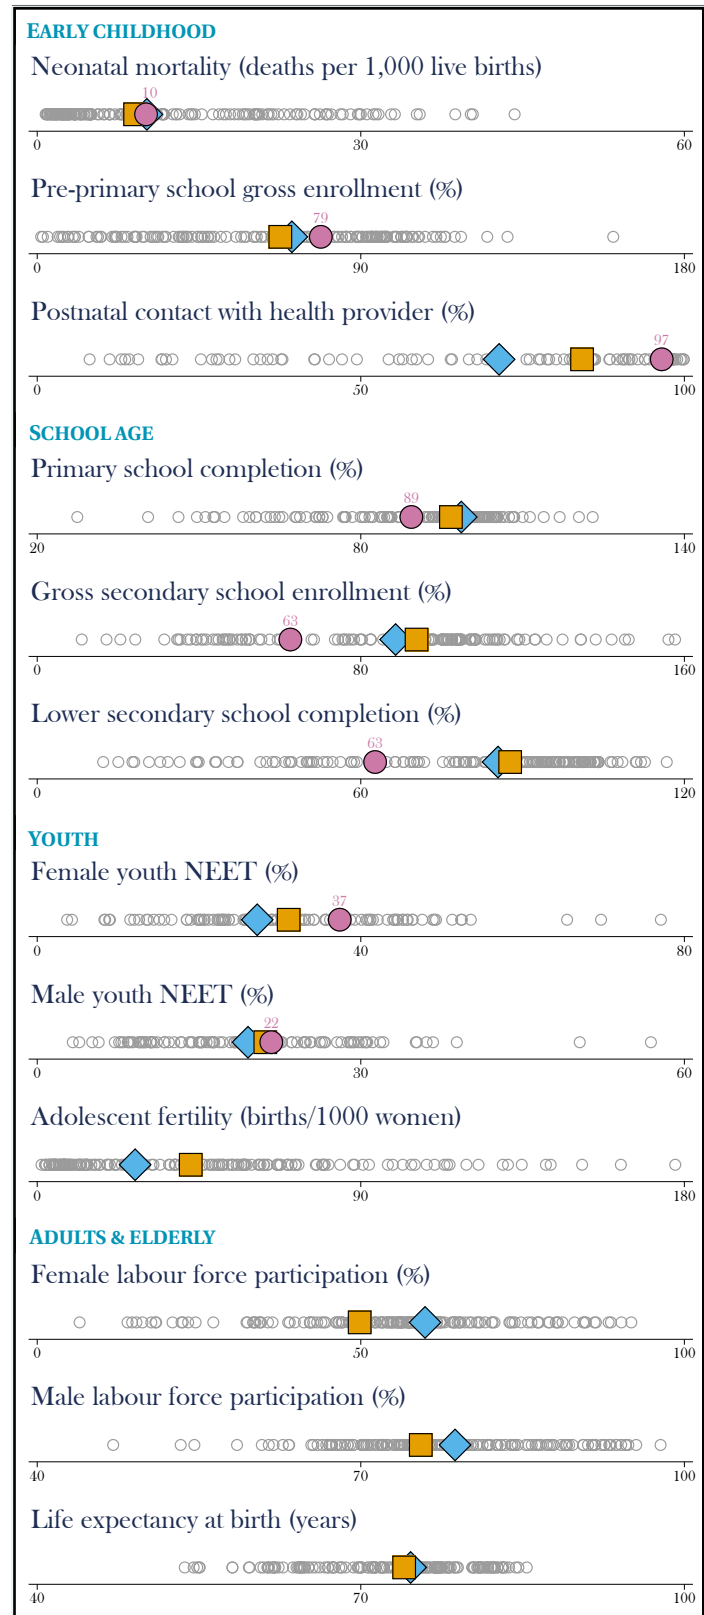 EARLY CHILDHOOD
Neonatal mortality (deaths per 1,000 live births)
10
0 30 60
Pre-primary school gross enrollment (%)
79
0 90 180
Postnatal contact with health provider (%)
97
0 50 100
SCHOOL AGE
Primary school completion (%)
89
20 80 140
Gross secondary school enrollment (%)
63
0 80 160
Lower secondary school completion (%)
63
0 60 120
YOUTH
Female youth NEET (%)
37
0 40 80
Male youth NEET (%)
22
0 30 60
Adolescent fertility (births/1000 women)
0 90 180
ADULTS & ELDERLY
Female labour force participation (%)
0 50 100
Male labour force participation (%)
40 70 100
Life expectancy at birth (years)
40 70 100